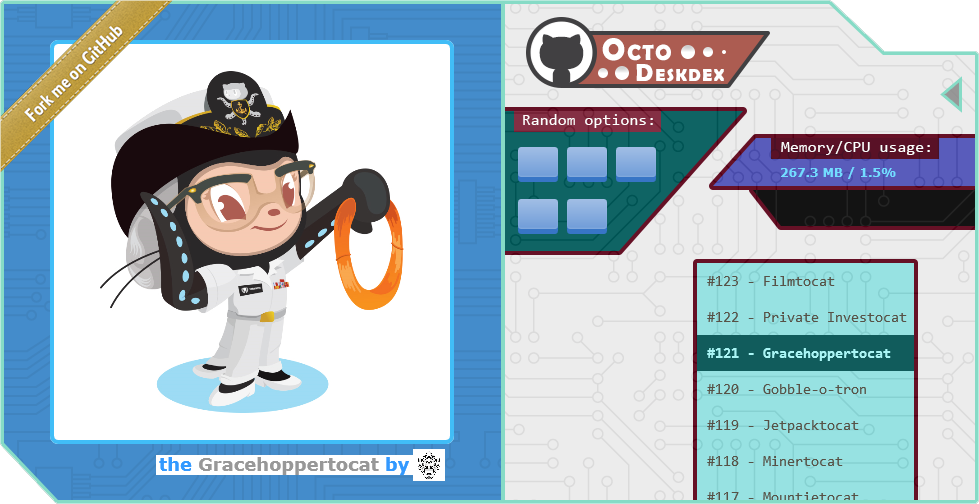 Fork me on GitHub
OCTO
DESKDEX
Random options:
Memory/CPU usage:
267.3 MB / 1.5%
#123 - Filmtocat
#122 - Private Investocat
#121 - Gracehoppertocat
#120 - Gobble-o-tron
#119 - Jetpacktocat
#118 - Minertocat
#117 - Mountietocat
the Gracehoppertocat by